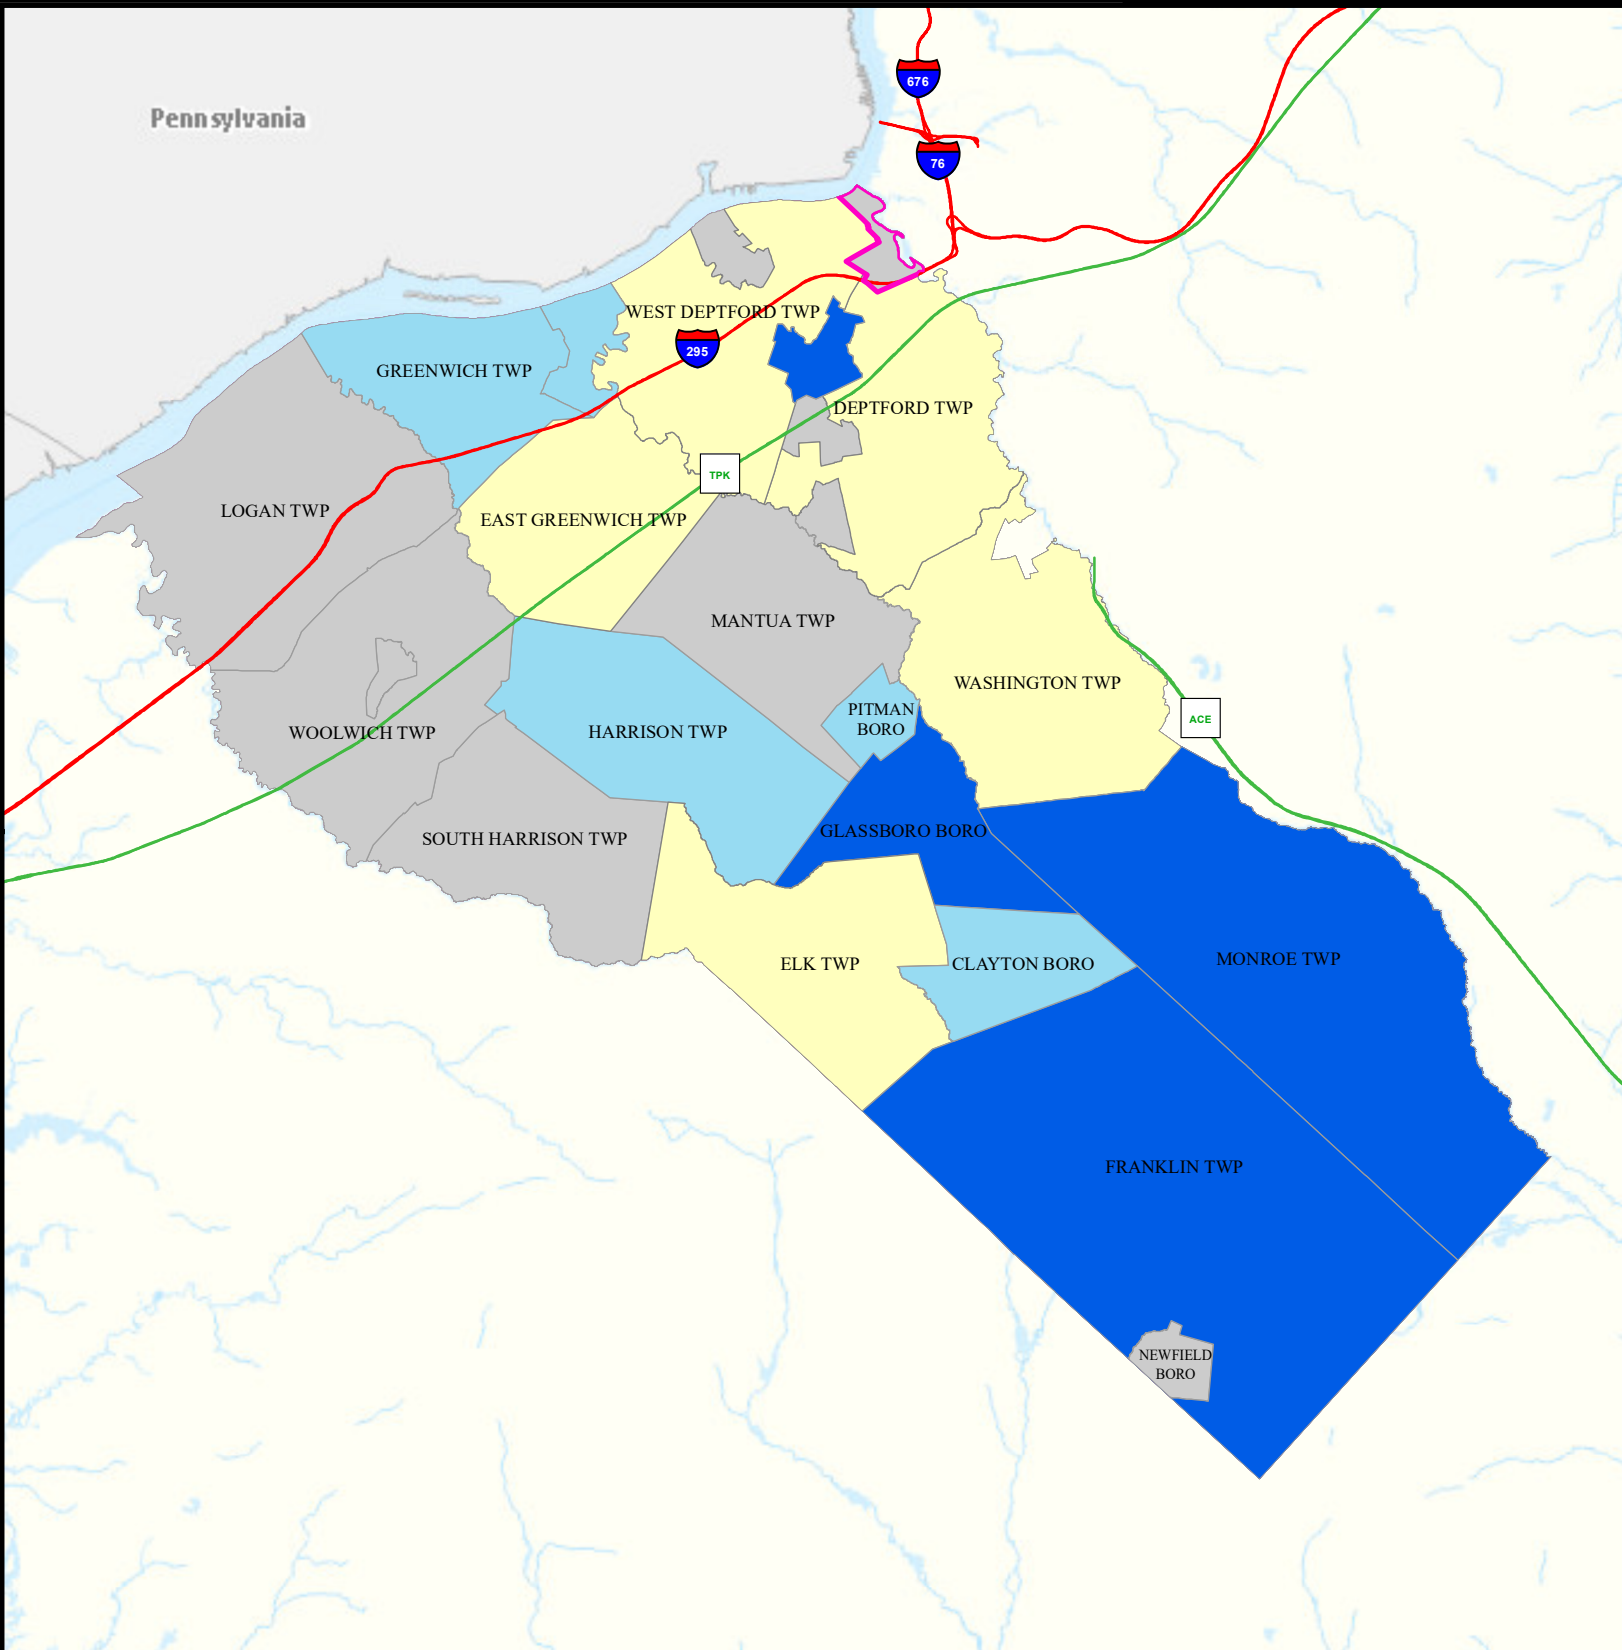 676
Pennsylvania
76
WEST DEPTFORD TWP
295
GREENWICH TWP
DEPTFORD TWP
TPK
LOGAN TWP
EAST GREENWICH TWP
MANTUA TWP
WASHINGTON TWP
PITMAN
BORO
ACE
WOOLWICH TWP
HARRISON TWP
GLASSBORO BORO
SOUTH HARRISON TWP
ELK TWP
CLAYTON BORO
MONROE TWP
FRANKLIN TWP
NEWFIELD
BORO